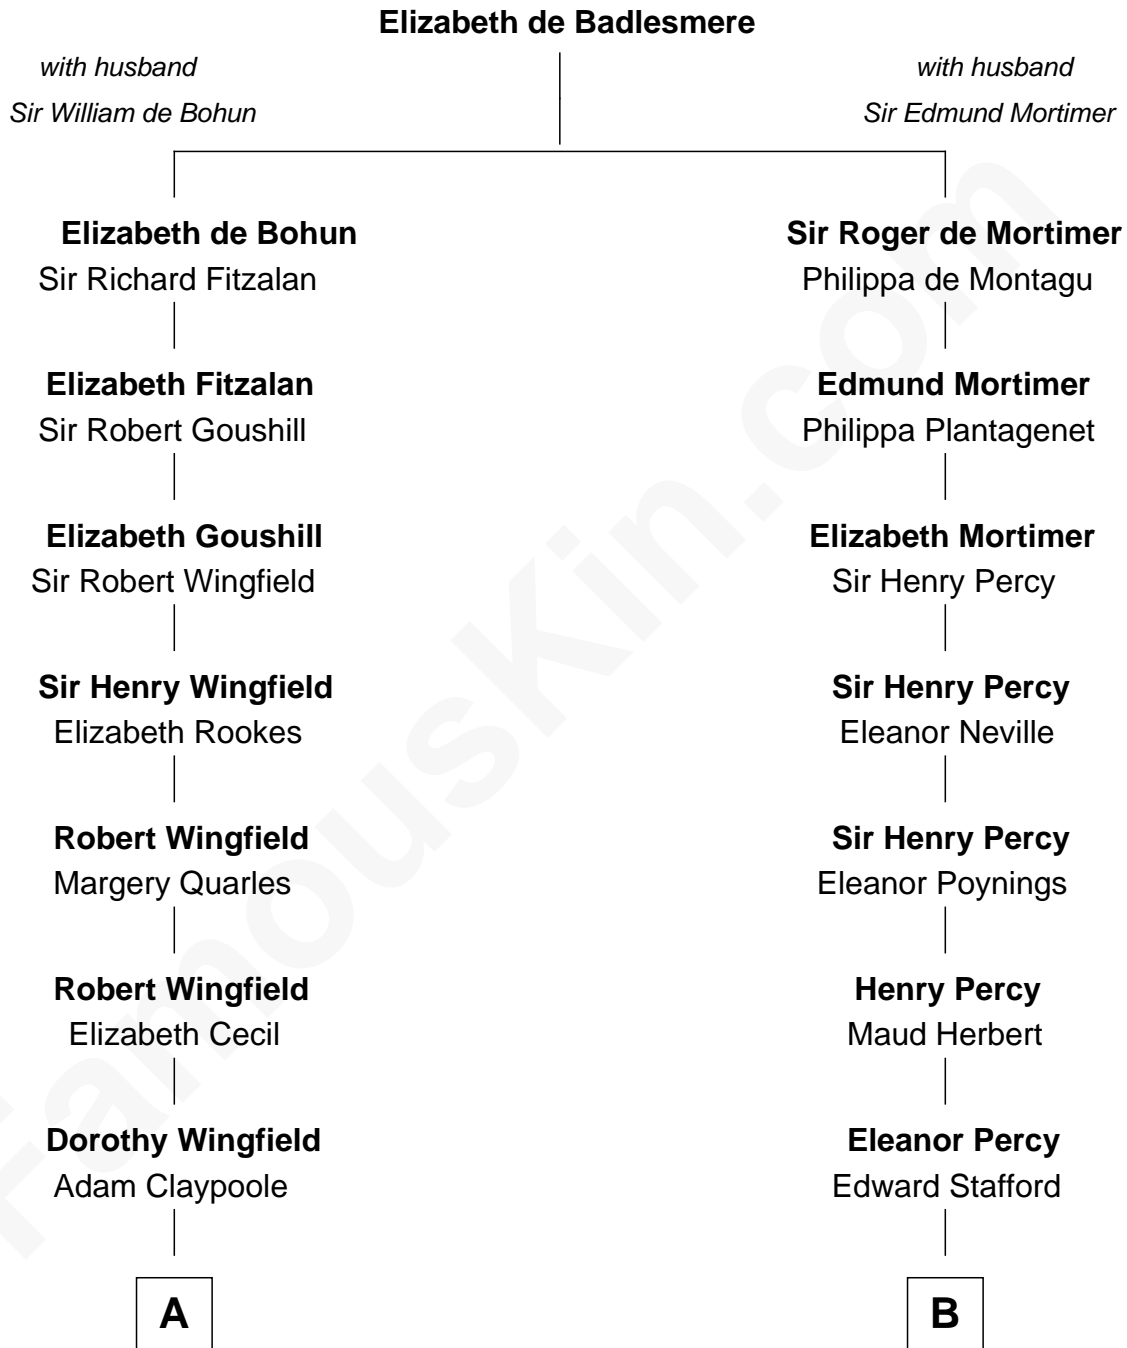 Elizabeth de Badlesmere
with husband
Sir William de Bohun
with husband
Sir Edmund Mortimer
Elizabeth de Bohun
Sir Richard Fitzalan
Sir Roger de Mortimer
Philippa de Montagu
Elizabeth Fitzalan
Sir Robert Goushill
Edmund Mortimer
Philippa Plantagenet
Elizabeth Goushill
Sir Robert Wingfield
Elizabeth Mortimer
Sir Henry Percy
Sir Henry Wingfield
Elizabeth Rookes
Sir Henry Percy
Eleanor Neville
Robert Wingfield
Margery Quarles
Sir Henry Percy
Eleanor Poynings
Robert Wingfield
Elizabeth Cecil
Henry Percy
Maud Herbert
Dorothy Wingfield
Adam Claypoole
Eleanor Percy
Edward Stafford
A
B
FamousKin.com